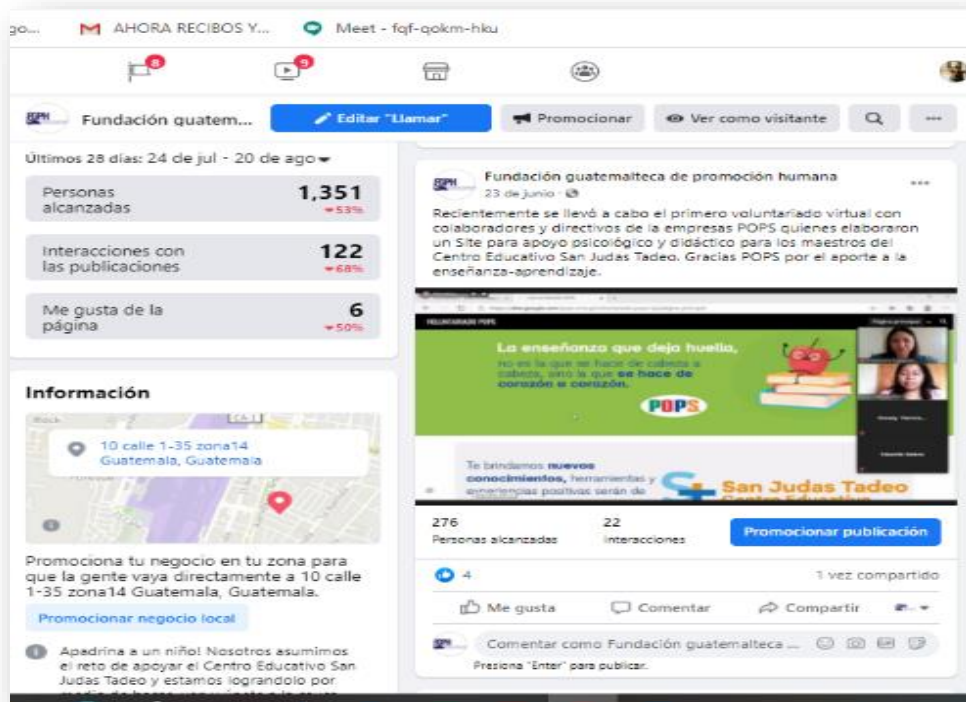 go...
AHORA RECIBOS Y...
Meet - fqf-qokm-hku
8
9
Fundación guatem...
Editar "Llamar"
Promocionar
Ver como visitante
Últimos 28 días: 24 de jul - 20 de ago
Personas alcanzadas
1,351
53%
Interacciones con
las publicaciones
122
68%
Me gusta de la
página
6
50%
Información
10 calle 1-35 zona14
Guatemala, Guatemala
Promociona tu negocio en tu zona para
que la gente vaya directamente a 10 calle
1-35 zona14 Guatemala, Guatemala.
Promocionar negocio local
Apadrina a un niño! Nosotros asumimos
el reto de apoyar el Centro Educativo San
Judas Tadeo y estamos lograndolo por
Fundación guatemalteca de promoción humana
23 de junio
Recientemente se llevó a cabo el primero voluntariado virtual con
colaboradores y directivos de la empresas POPS quienes elaboraron
un Site para apoyo psicológico y didáctico para los maestros del
Centro Educativo San Judas Tadeo. Gracias POPS por el aporte a la
enseñanza-aprendizaje.
VOLUNTARIADO POPS
La enseñanza que deja huella,
no es la que se hace de cabeza a
cabeza, sino la que se hace de
corazón a corazón.
POPS
Te brindamos nuevos
conocimientos, herramientas y
experiencias positivas serán de
San Judas Tadeo
Centro Educativo
276
Personas alcanzadas
22
Interacciones
Promocionar publicación
4
1 vez compartido
Me gusta
Comentar
Compartir
Comentar como Fundación guatemalteca ...
Presiona "Enter" para publicar.